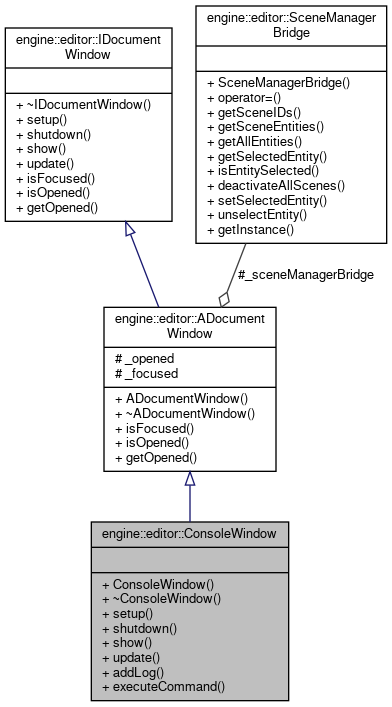 engine::editor::IDocument
Window
+ ~IDocumentWindow()
+ setup()
+ shutdown()
+ show()
+ update()
+ isFocused()
+ isOpened()
+ getOpened()
engine::editor::SceneManager
Bridge
+ SceneManagerBridge()
+ operator=()
+ getSceneIDs()
+ getSceneEntities()
+ getAllEntities()
+ getSelectedEntity()
+ isEntitySelected()
+ deactivateAllScenes()
+ setSelectedEntity()
+ unselectEntity()
+ getInstance()
#_sceneManagerBridge
engine::editor::ADocument
Window
# _opened
# _focused
+ ADocumentWindow()
+ ~ADocumentWindow()
+ isFocused()
+ isOpened()
+ getOpened()
engine::editor::ConsoleWindow
+ ConsoleWindow()
+ ~ConsoleWindow()
+ setup()
+ shutdown()
+ show()
+ update()
+ addLog()
+ executeCommand()